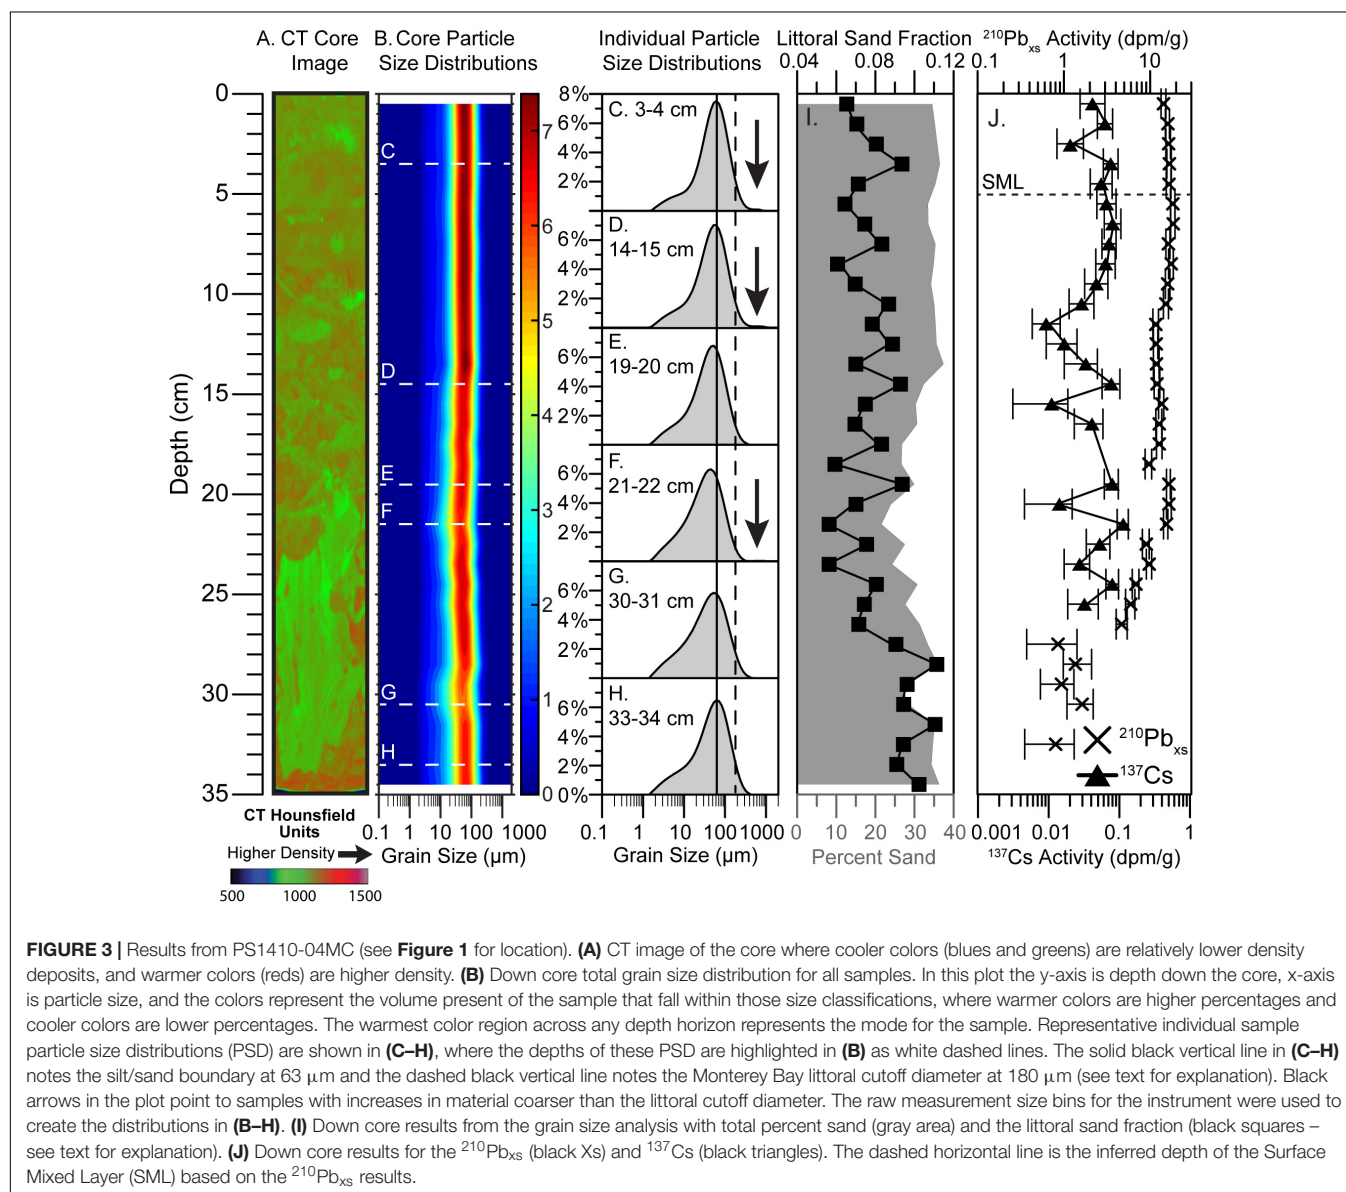 A. CT Core
Image
B. Core Particle
Size Distributions
Individual Particle
Size Distributions
Littoral Sand Fraction
0.04 0.08 0.12
²¹⁰Pbxs Activity (dpm/g)
0.1 1 10
Depth (cm)
0
5
10
15
20
25
30
35
C
D
E
F
G
H
7
6
5
4
3
2
1
0
8%
6%
4%
2%
C. 3-4 cm
6%
4%
2%
D.
14-15 cm
6%
4%
2%
E.
19-20 cm
6%
4%
2%
F.
21-22 cm
6%
4%
2%
G.
30-31 cm
6%
4%
2%
0%
H.
33-34 cm
I.
J.
SML
²¹⁰Pbxs
¹³⁷Cs
CT Hounsfield
Units
Higher Density
500 1000 1500
0.1 1 10 100 1000
Grain Size (µm)
0.1 1 10 100 1000
Grain Size (µm)
0 10 20 30 40
Percent Sand
0.001 0.01 0.1 1
¹³⁷Cs Activity (dpm/g)
FIGURE 3 | Results from PS1410-04MC (see Figure 1 for location). (A) CT image of the core where cooler colors (blues and greens) are relatively lower density
deposits, and warmer colors (reds) are higher density. (B) Down core total grain size distribution for all samples. In this plot the y-axis is depth down the core, x-axis
is particle size, and the colors represent the volume present of the sample that fall within those size classifications, where warmer colors are higher percentages and
cooler colors are lower percentages. The warmest color region across any depth horizon represents the mode for the sample. Representative individual sample
particle size distributions (PSD) are shown in (C–H), where the depths of these PSD are highlighted in (B) as white dashed lines. The solid black vertical line in (C–H)
notes the silt/sand boundary at 63 µm and the dashed black vertical line notes the Monterey Bay littoral cutoff diameter at 180 µm (see text for explanation). Black
arrows in the plot point to samples with increases in material coarser than the littoral cutoff diameter. The raw measurement size bins for the instrument were used to
create the distributions in (B–H). (I) Down core results from the grain size analysis with total percent sand (gray area) and the littoral sand fraction (black squares –
see text for explanation). (J) Down core results for the ²¹⁰Pbxs (black Xs) and ¹³⁷Cs (black triangles). The dashed horizontal line is the inferred depth of the Surface
Mixed Layer (SML) based on the ²¹⁰Pbxs results.